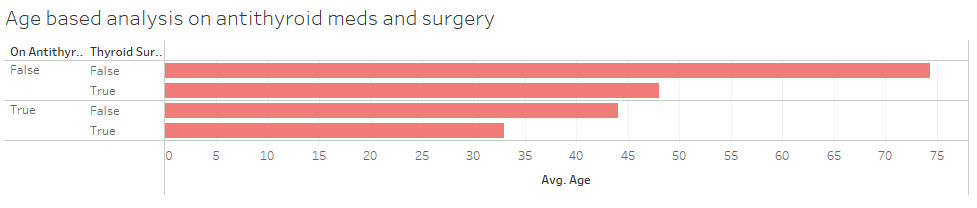 Age based analysis on antithyroid meds and surgery
On Antithyr.. Thyroid Sur..
False False
True
True False
True
0 5 10 15 20 25 30 35 40 45 50 55 60 65 70 75
Avg. Age